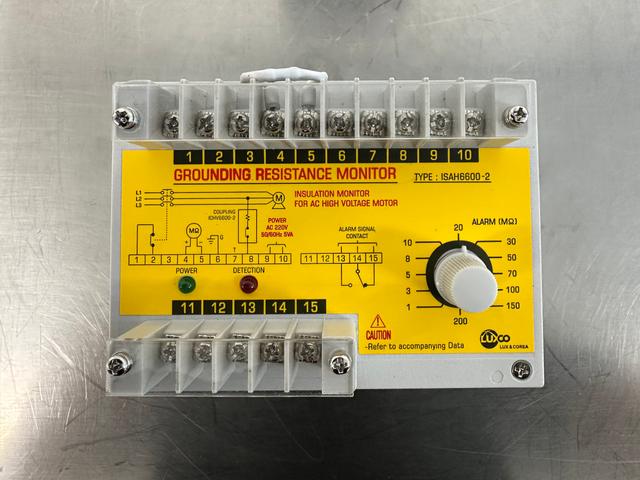 1 2 3 4 5 6 7 8 9 10
GROUNDING RESISTANCE MONITOR
TYPE : ISAH6600-2
INSULATION MONITOR
FOR AC HIGH VOLTAGE MOTOR
L1
L2
L3
M
COUPLING
ICHV6600-2
MΩ
G
POWER
AC 220V
50/60Hz 5VA
1 2 3 4 5 6 7 8 9 10
ALARM SIGNAL
CONTACT
11 12 13 14 15
POWER
DETECTION
ALARM (MΩ)
20
10 30
8 50
5 70
3 100
1 150
200
11 12 13 14 15
CAUTION
-Refer to accompanying Data
LUXCO
LUX & COREA